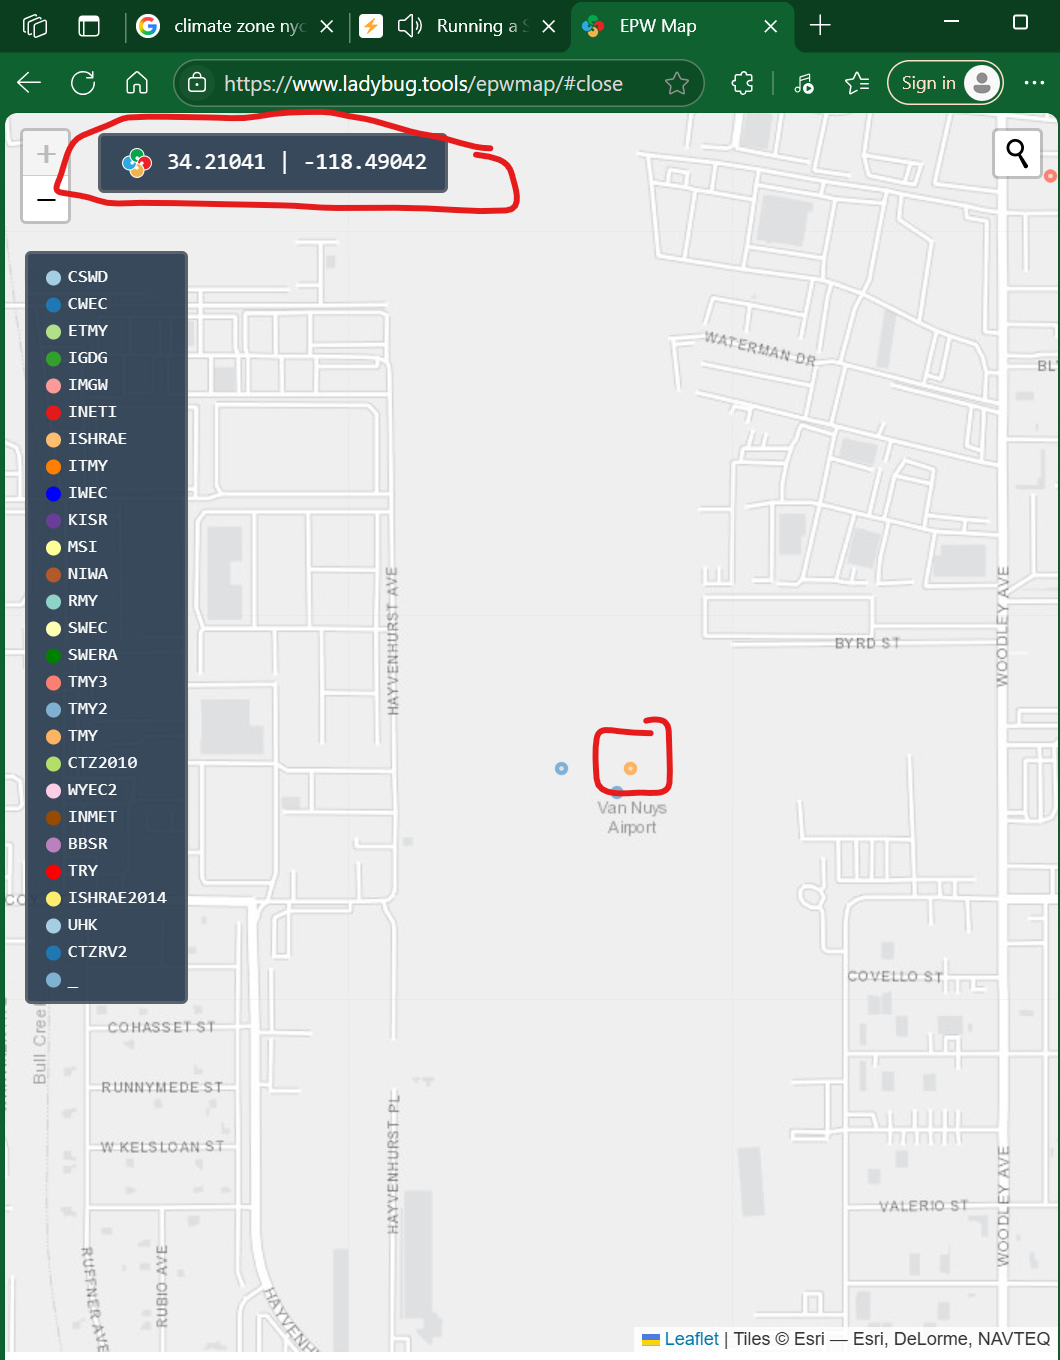 climate zone nyc
Running a S
EPW Map
https://www.ladybug.tools/epwmap/#close
Sign in
34.21041 | -118.49042
CSWD
CWEC
ETMY
IGDG
IMGW
INETI
ISHRAE
ITMY
IWEC
KISR
MSI
NIWA
RMY
SWEC
SWERA
TMY3
TMY2
TMY
CTZ2010
WYEC2
INMET
BBSR
TRY
ISHRAE2014
UHK
CTZRV2
_
WATERMAN DR
HAYVENHURST AVE
WOODLEY AVE
BYRD ST
Van Nuys
Airport
COVELLO ST
COHASSET ST
Bull Creek
RUNNYMEDE ST
W KELSLOAN ST
HAYVENHURST PL
VALERIO ST
WOODLEY AVE
RUFFNER AVE
RUBIO AVE
HAYVENH
Leaflet | Tiles © Esri — Esri, DeLorme, NAVTEQ